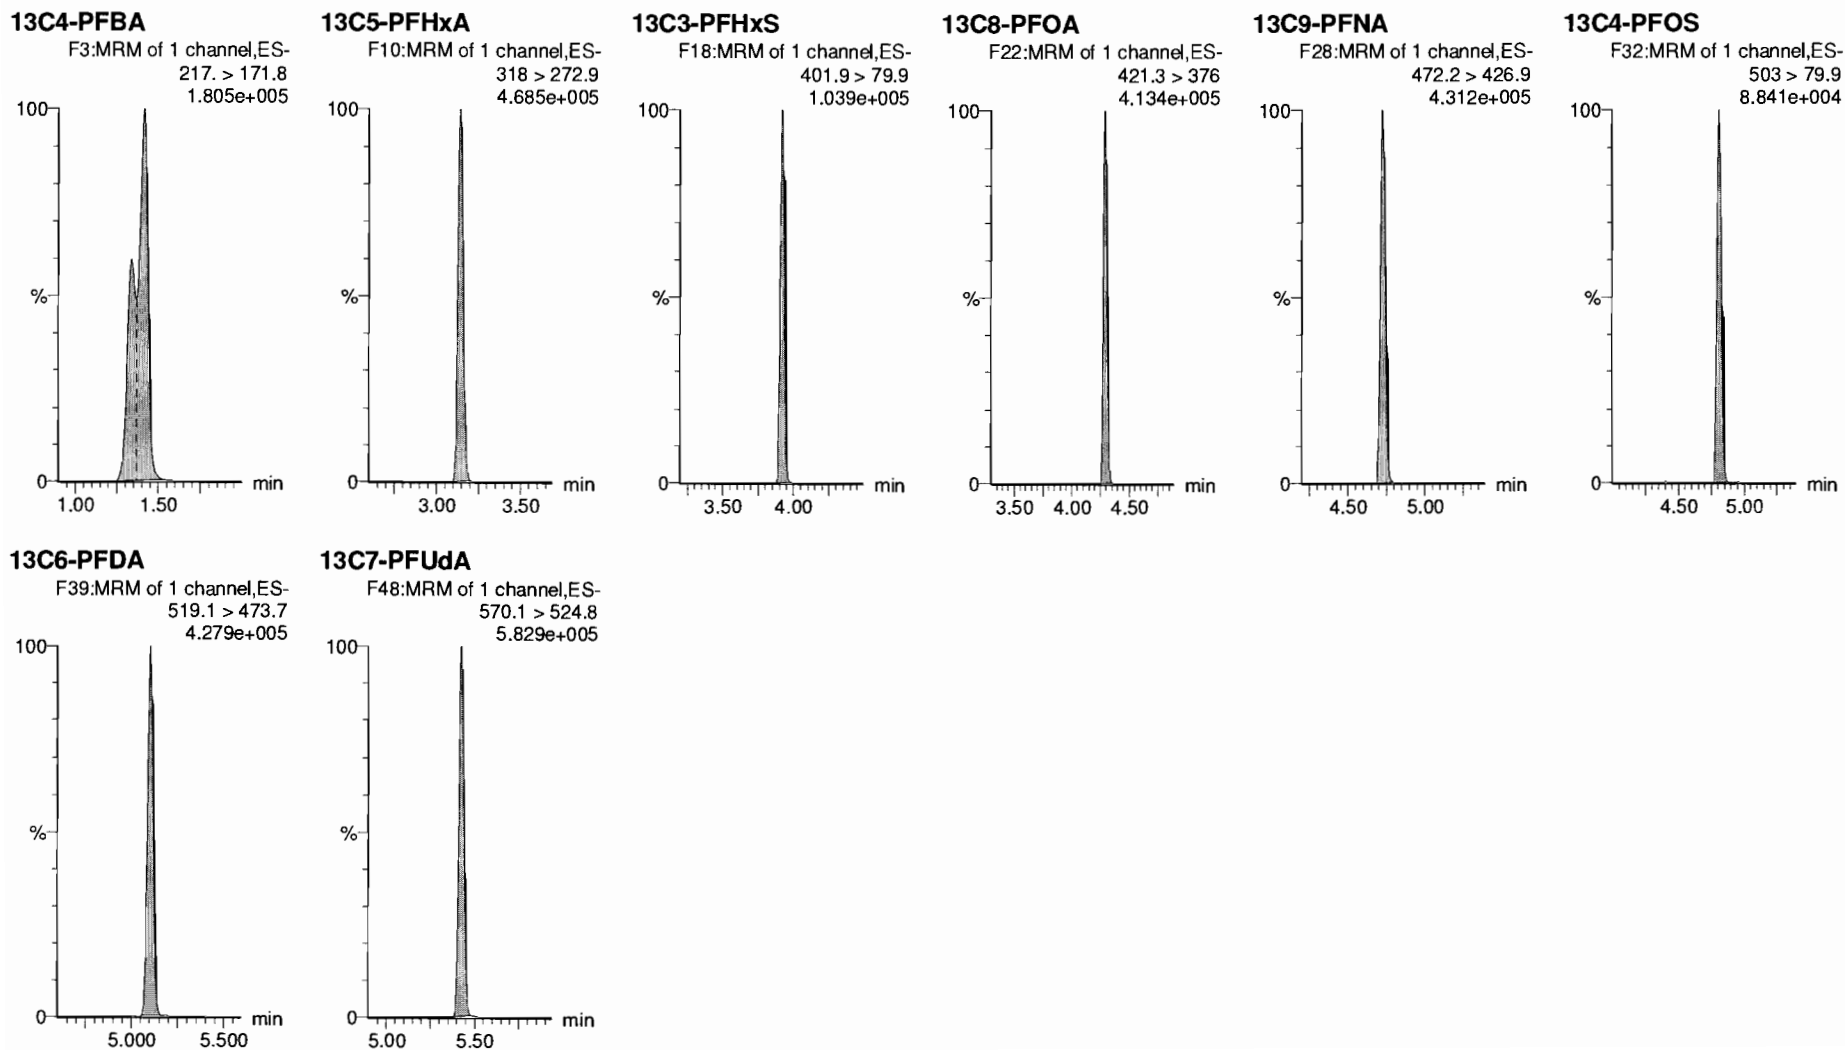 13C4-PFBA
F3:MRM of 1 channel,ES-
217. > 171.8
1.805e+005
100
%
0
min
1.00 1.50
13C5-PFHxA
F10:MRM of 1 channel,ES-
318 > 272.9
4.685e+005
100
%
0
min
3.00 3.50
13C3-PFHxS
F18:MRM of 1 channel,ES-
401.9 > 79.9
1.039e+005
100
%
0
min
3.50 4.00
13C8-PFOA
F22:MRM of 1 channel,ES-
421.3 > 376
4.134e+005
100
%
0
min
3.50 4.00 4.50
13C9-PFNA
F28:MRM of 1 channel,ES-
472.2 > 426.9
4.312e+005
100
%
0
min
4.50 5.00
13C4-PFOS
F32:MRM of 1 channel,ES-
503 > 79.9
8.841e+004
100
%
0
min
4.50 5.00
13C6-PFDA
F39:MRM of 1 channel,ES-
519.1 > 473.7
4.279e+005
100
%
0
min
5.000 5.500
13C7-PFUdA
F48:MRM of 1 channel,ES-
570.1 > 524.8
5.829e+005
100
%
0
min
5.00 5.50